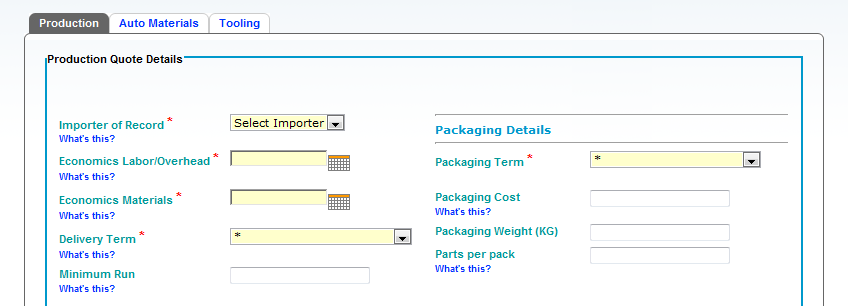 Production
Auto Materials
Tooling
Production Quote Details
Importer of Record *
Select Importer
What's this?
Economics Labor/Overhead *
What's this?
Economics Materials *
What's this?
Delivery Term *
*
What's this?
Minimum Run
What's this?
Packaging Details
Packaging Term *
*
Packaging Cost
What's this?
Packaging Weight (KG)
Parts per pack
What's this?